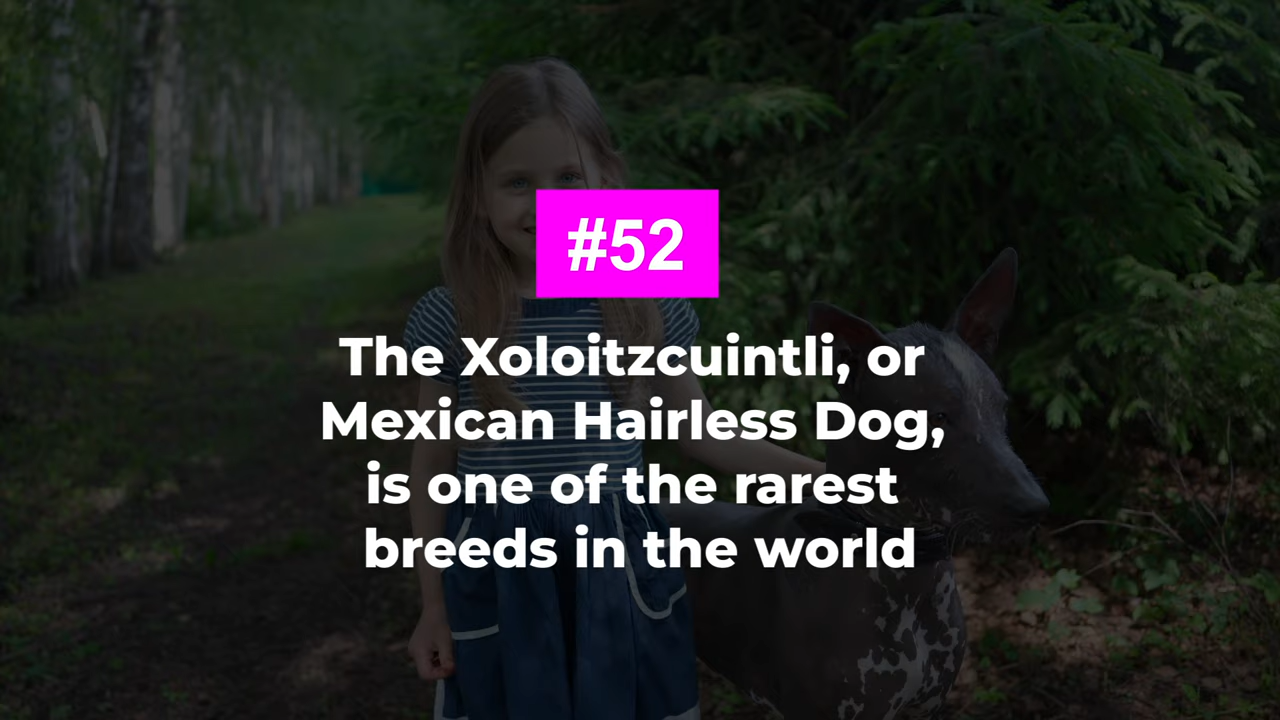 #52
The Xoloitzcuintli, or
Mexican Hairless Dog,
is one of the rarest
breeds in the world